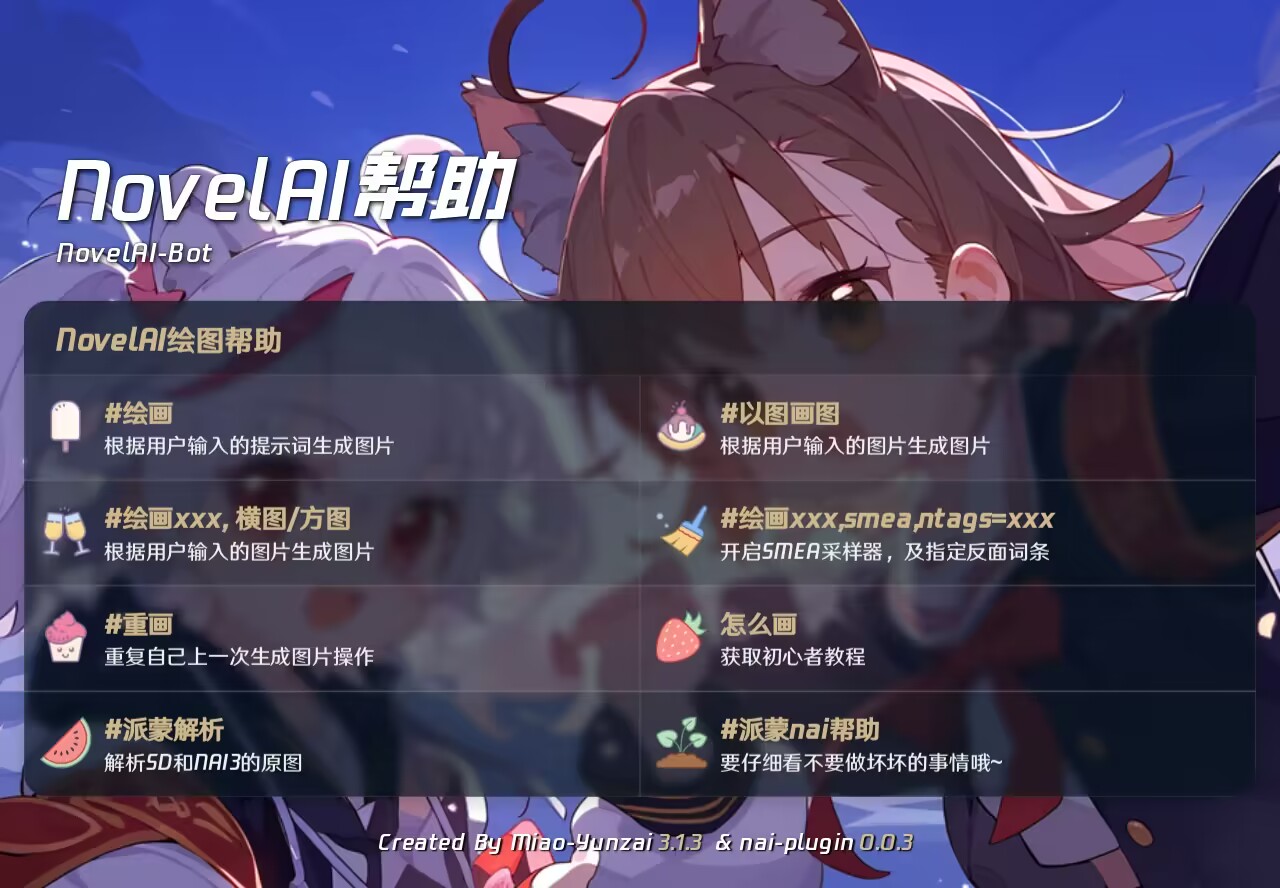 NovelAI帮助
NovelAI-Bot
NovelAI绘图帮助
#绘画
根据用户输入的提示词生成图片
#以图画图
根据用户输入的图片生成图片
#绘画xxx, 横图/方图
根据用户输入的图片生成图片
#绘画xxx,smea,ntags=xxx
开启SMEA采样器，及指定反面词条
#重画
重复自己上一次生成图片操作
怎么画
获取初心者教程
#派蒙解析
解析SD和NAI3的原图
#派蒙nai帮助
要仔细看不要做坏坏的事情哦~
Created By Miao-Yunzai 3.1.3 & nai-plugin 0.0.3